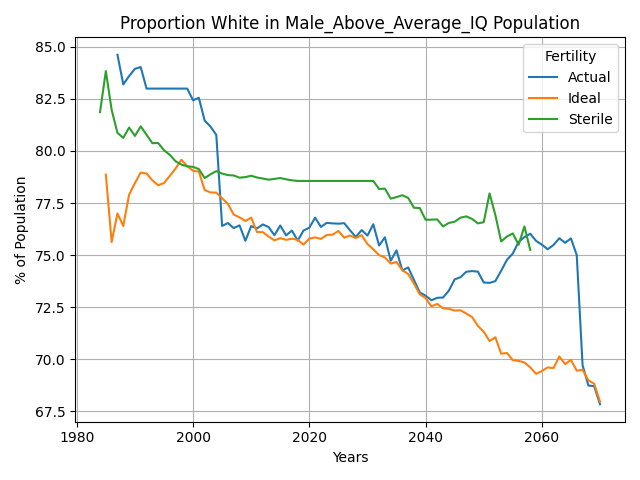 Proportion White in Male_Above_Average_IQ Population
Fertility
Actual
Ideal
Sterile
% of Population
85.0
82.5
80.0
77.5
75.0
72.5
70.0
67.5
1980
2000
2020
2040
2060
Years